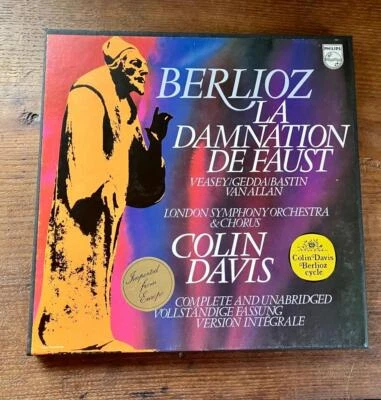 PHILIPS
BERLIOZ
LA
DAMNATION
DE FAUST
VEASEY/GEDDA/BASTIN
VAN ALLAN
LONDON SYMPHONY ORCHESTRA
& CHORUS
COLIN
DAVIS
Colin Davis
Berlioz
cycle
Imported
from
Europe
COMPLETE AND UNABRIDGED
VOLLSTÄNDIGE FASSUNG
VERSION INTÉGRALE